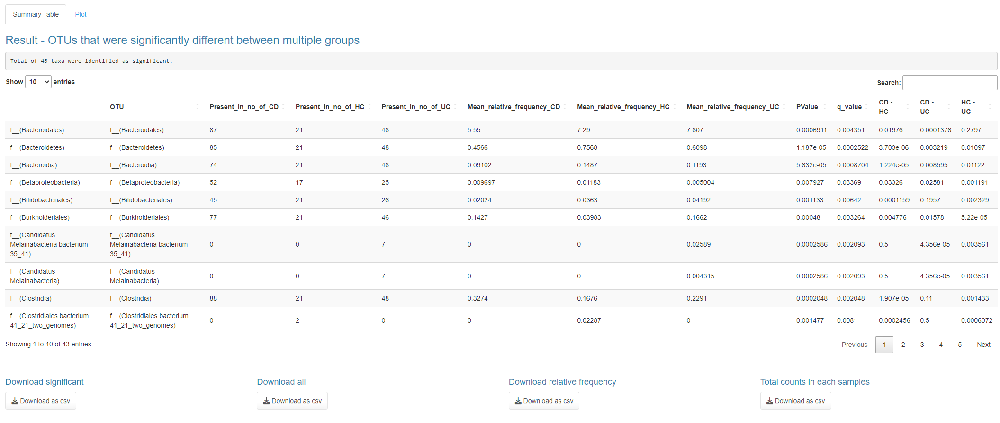 Summary Table Plot
Result - OTUs that were significantly different between multiple groups
Total of 43 taxa were identified as significant.
Show 10 entries Search:
OTU Present_in_no_of_CD Present_in_no_of_HC Present_in_no_of_UC Mean_relative_frequency_CD Mean_relative_frequency_HC Mean_relative_frequency_UC PValue q_value CD - HC CD - UC HC - UC
f__(Bacteroidales) f__(Bacteroidales) 87 21 48 5.55 7.29 7.807 0.0006911 0.004351 0.01976 0.0001376 0.2797
f__(Bacteroidetes) f__(Bacteroidetes) 85 21 48 0.4566 0.7568 0.6098 1.187e-05 0.0002522 3.703e-06 0.003219 0.01097
f__(Bacteroidia) f__(Bacteroidia) 74 21 48 0.09102 0.1487 0.1193 5.632e-05 0.0008704 1.224e-05 0.008595 0.01122
f__(Betaproteobacteria) f__(Betaproteobacteria) 52 17 25 0.009697 0.01183 0.005004 0.007927 0.03369 0.03326 0.02581 0.001191
f__(Bifidobacteriales) f__(Bifidobacteriales) 45 21 26 0.02024 0.0363 0.04192 0.001133 0.00642 0.0001159 0.1957 0.002329
f__(Burkholderiales) f__(Burkholderiales) 77 21 46 0.1427 0.03983 0.1662 0.00048 0.003264 0.004776 0.01578 5.22e-05
f__(Candidatus Melainabacteria bacterium 35_41) f__(Candidatus Melainabacteria bacterium 35_41) 0 0 7 0 0 0.02589 0.0002586 0.002093 0.5 4.356e-05 0.003561
f__(Candidatus Melainabacteria) f__(Candidatus Melainabacteria) 0 0 7 0 0 0.004315 0.0002586 0.002093 0.5 4.356e-05 0.003561
f__(Clostridia) f__(Clostridia) 88 21 48 0.3274 0.1676 0.2291 0.0002048 0.002048 1.907e-05 0.11 0.001433
f__(Clostridiales bacterium 41_21_two_genomes) f__(Clostridiales bacterium 41_21_two_genomes) 0 2 0 0 0.02287 0 0.001477 0.0081 0.0002456 0.5 0.0006072
Showing 1 to 10 of 43 entries Previous 1 2 3 4 5 Next
Download significant Download all Download relative frequency Total counts in each samples
Download as csv Download as csv Download as csv Download as csv